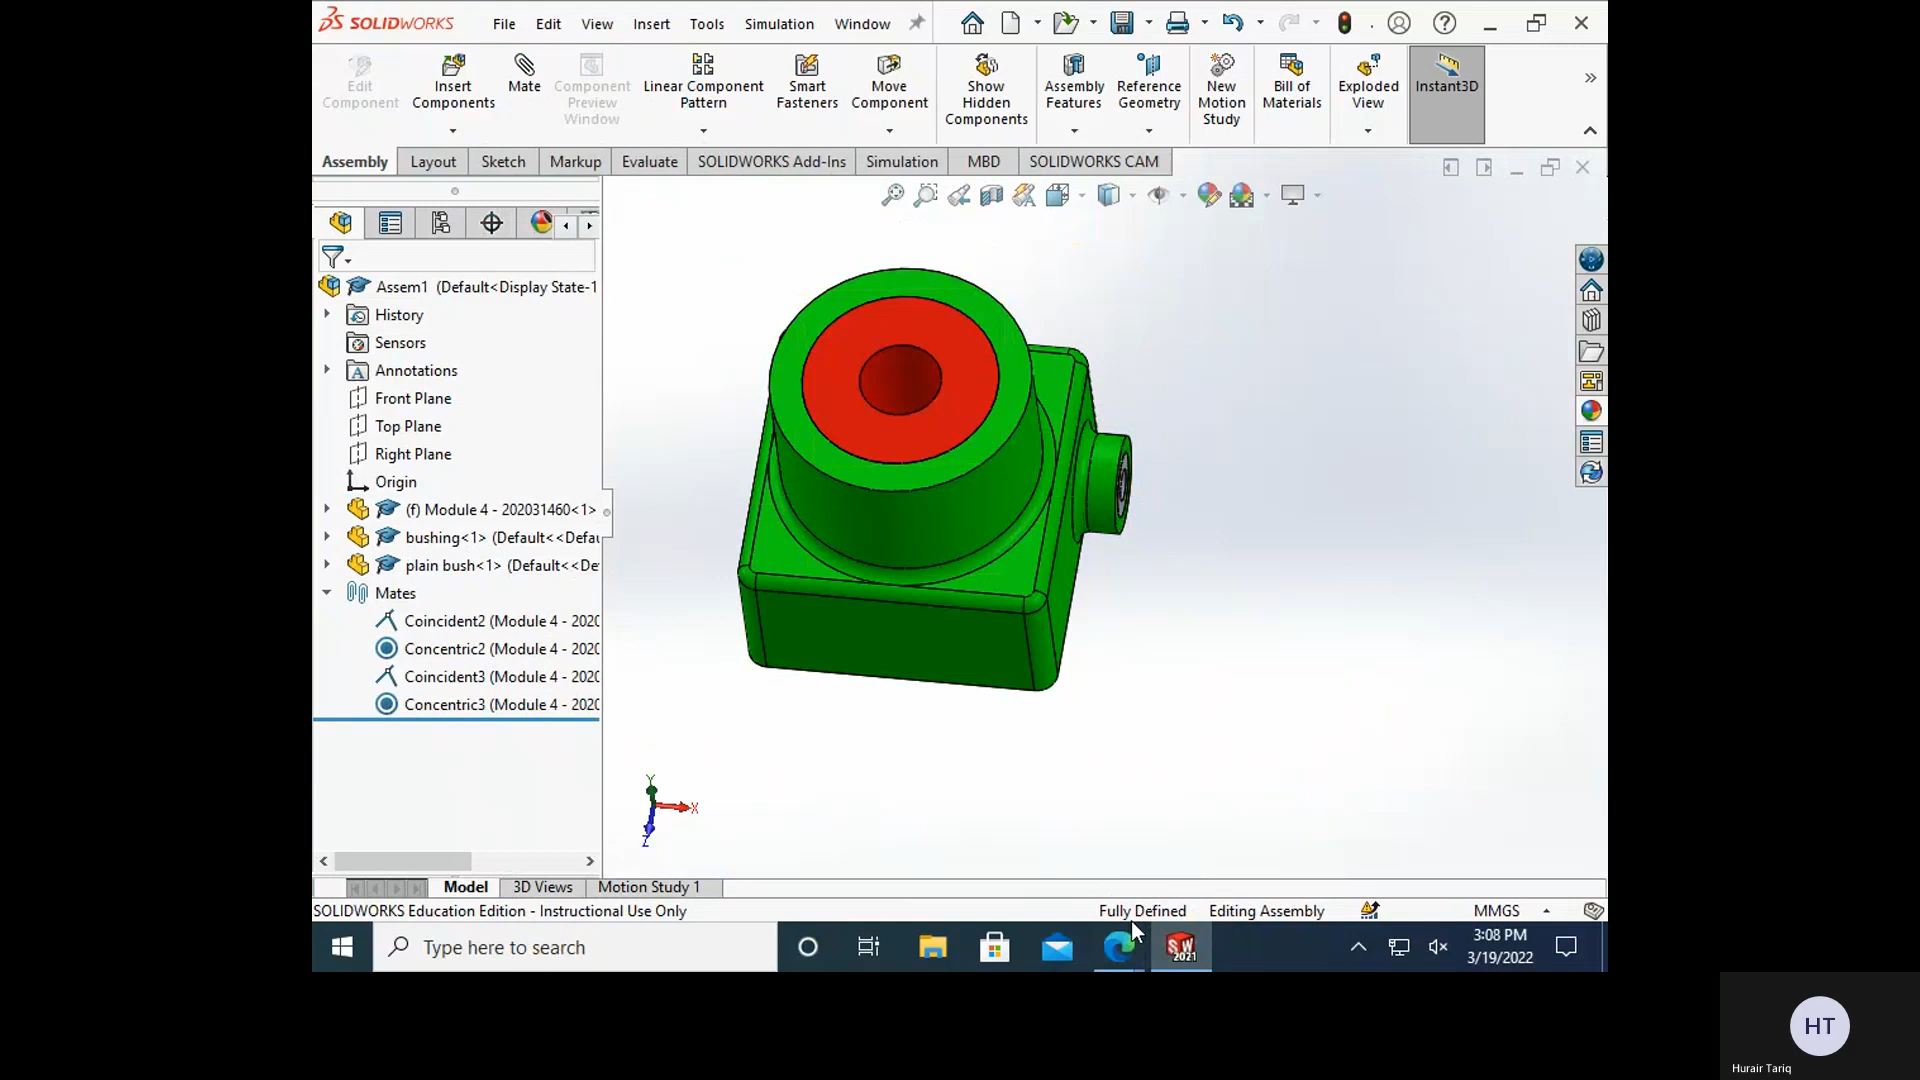 SOLIDWORKS File Edit View Insert Tools Simulation Window
Edit Component
Insert Components
Mate
Component Preview Window
Linear Component Pattern
Smart Fasteners
Move Component
Show Hidden Components
Assembly Features
Reference Geometry
New Motion Study
Bill of Materials
Exploded View
Instant3D
Assembly Layout Sketch Markup Evaluate SOLIDWORKS Add-Ins Simulation MBD SOLIDWORKS CAM
Assem1 (Default<Display State-1
History
Sensors
Annotations
Front Plane
Top Plane
Right Plane
Origin
(f) Module 4 - 202031460<1>
bushing<1> (Default<<Defau
plain bush<1> (Default<<De
Mates
Coincident2 (Module 4 - 2020
Concentric2 (Module 4 - 2020
Coincident3 (Module 4 - 2020
Concentric3 (Module 4 - 2020
Y
X
Z
Model 3D Views Motion Study 1
SOLIDWORKS Education Edition - Instructional Use Only Fully Defined Editing Assembly MMGS
Type here to search
SW 2021
3:08 PM
3/19/2022
HT
Hurair Tariq